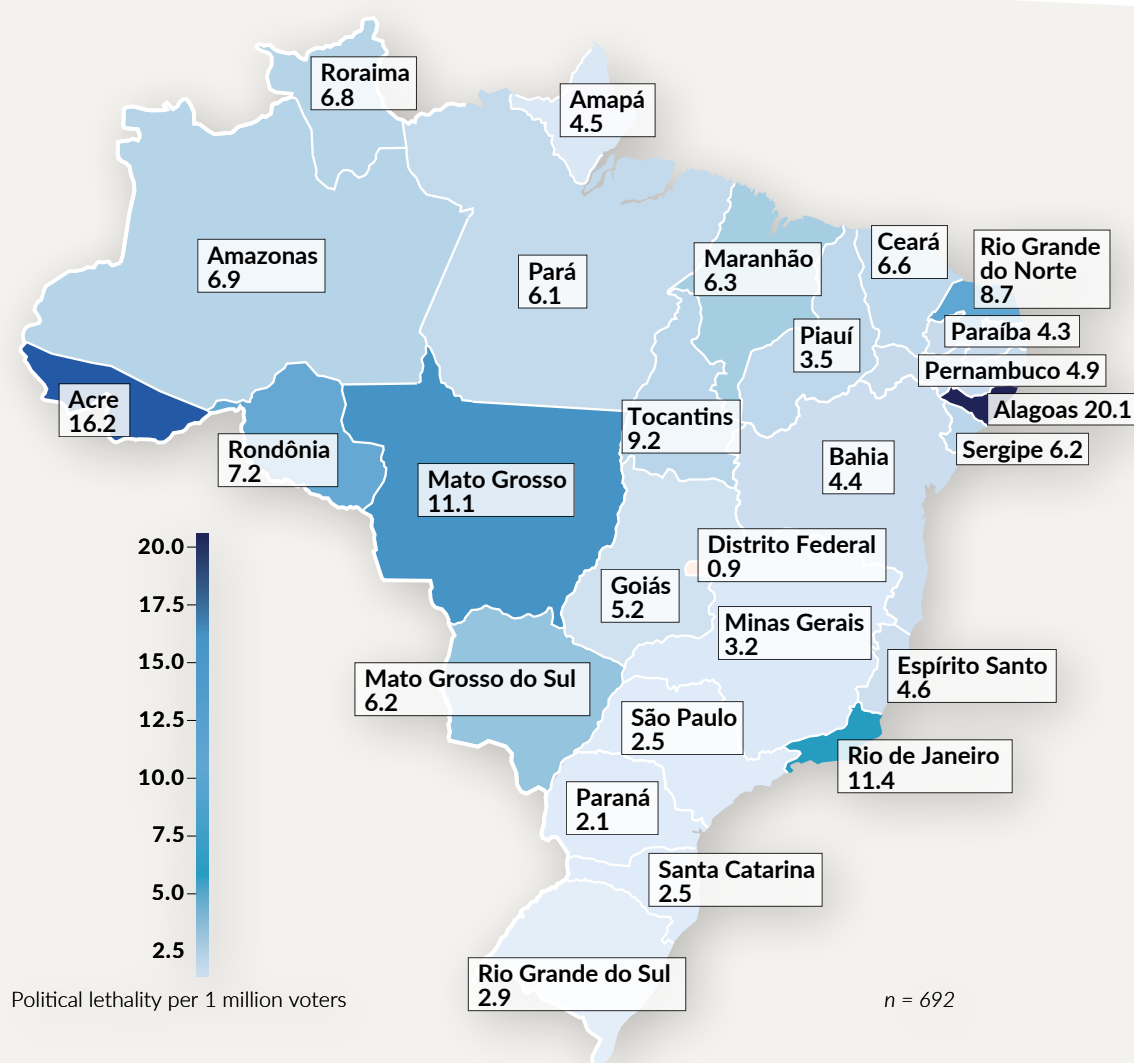 Roraima
6.8
Amapá
4.5
Amazonas
6.9
Pará
6.1
Maranhão
6.3
Ceará
6.6
Rio Grande
do Norte
8.7
Piauí
3.5
Paraíba 4.3
Pernambuco 4.9
Alagoas 20.1
Sergipe 6.2
Acre
16.2
Rondônia
7.2
Tocantins
9.2
Mato Grosso
11.1
Bahia
4.4
Distrito Federal
0.9
Goiás
5.2
Minas Gerais
3.2
Espírito Santo
4.6
Mato Grosso do Sul
6.2
São Paulo
2.5
Rio de Janeiro
11.4
Paraná
2.1
Santa Catarina
2.5
Rio Grande do Sul
2.9
20.0
17.5
15.0
12.5
10.0
7.5
5.0
2.5
Political lethality per 1 million voters
n = 692